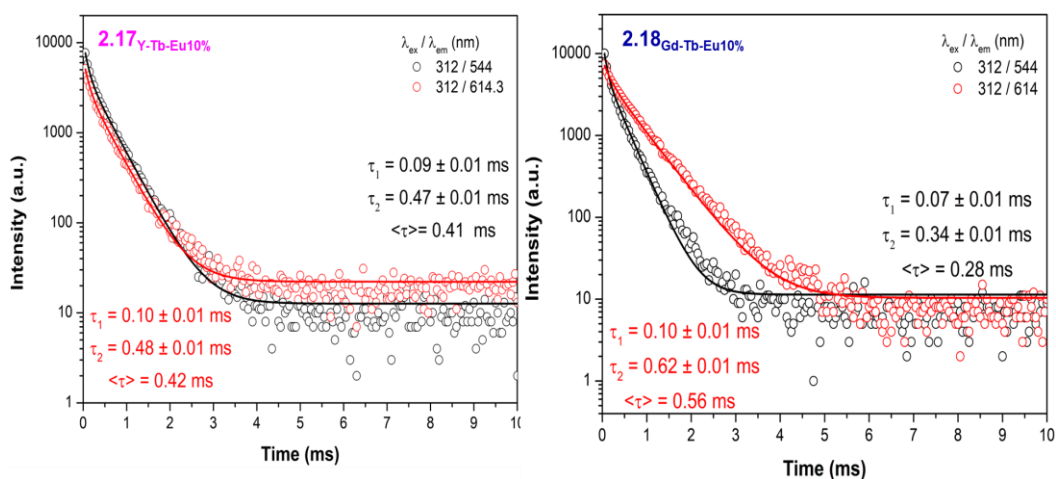 2.17Y-Tb-Eu10%
λex / λem (nm)
312 / 544
312 / 614.3
τ1 = 0.09 ± 0.01 ms
τ2 = 0.47 ± 0.01 ms
<τ>= 0.41 ms
τ1 = 0.10 ± 0.01 ms
τ2 = 0.48 ± 0.01 ms
<τ> = 0.42 ms
Intensity (a.u.)
10000
1000
100
10
1
0 1 2 3 4 5 6 7 8 9 10
Time (ms)
2.18Gd-Tb-Eu10%
λex / λem (nm)
312 / 544
312 / 614
τ1 = 0.07 ± 0.01 ms
τ2 = 0.34 ± 0.01 ms
<τ> = 0.28 ms
τ1 = 0.10 ± 0.01 ms
τ2 = 0.62 ± 0.01 ms
<τ> = 0.56 ms
Intensity (a.u.)
10000
1000
100
10
1
0 1 2 3 4 5 6 7 8 9 10
Time (ms)